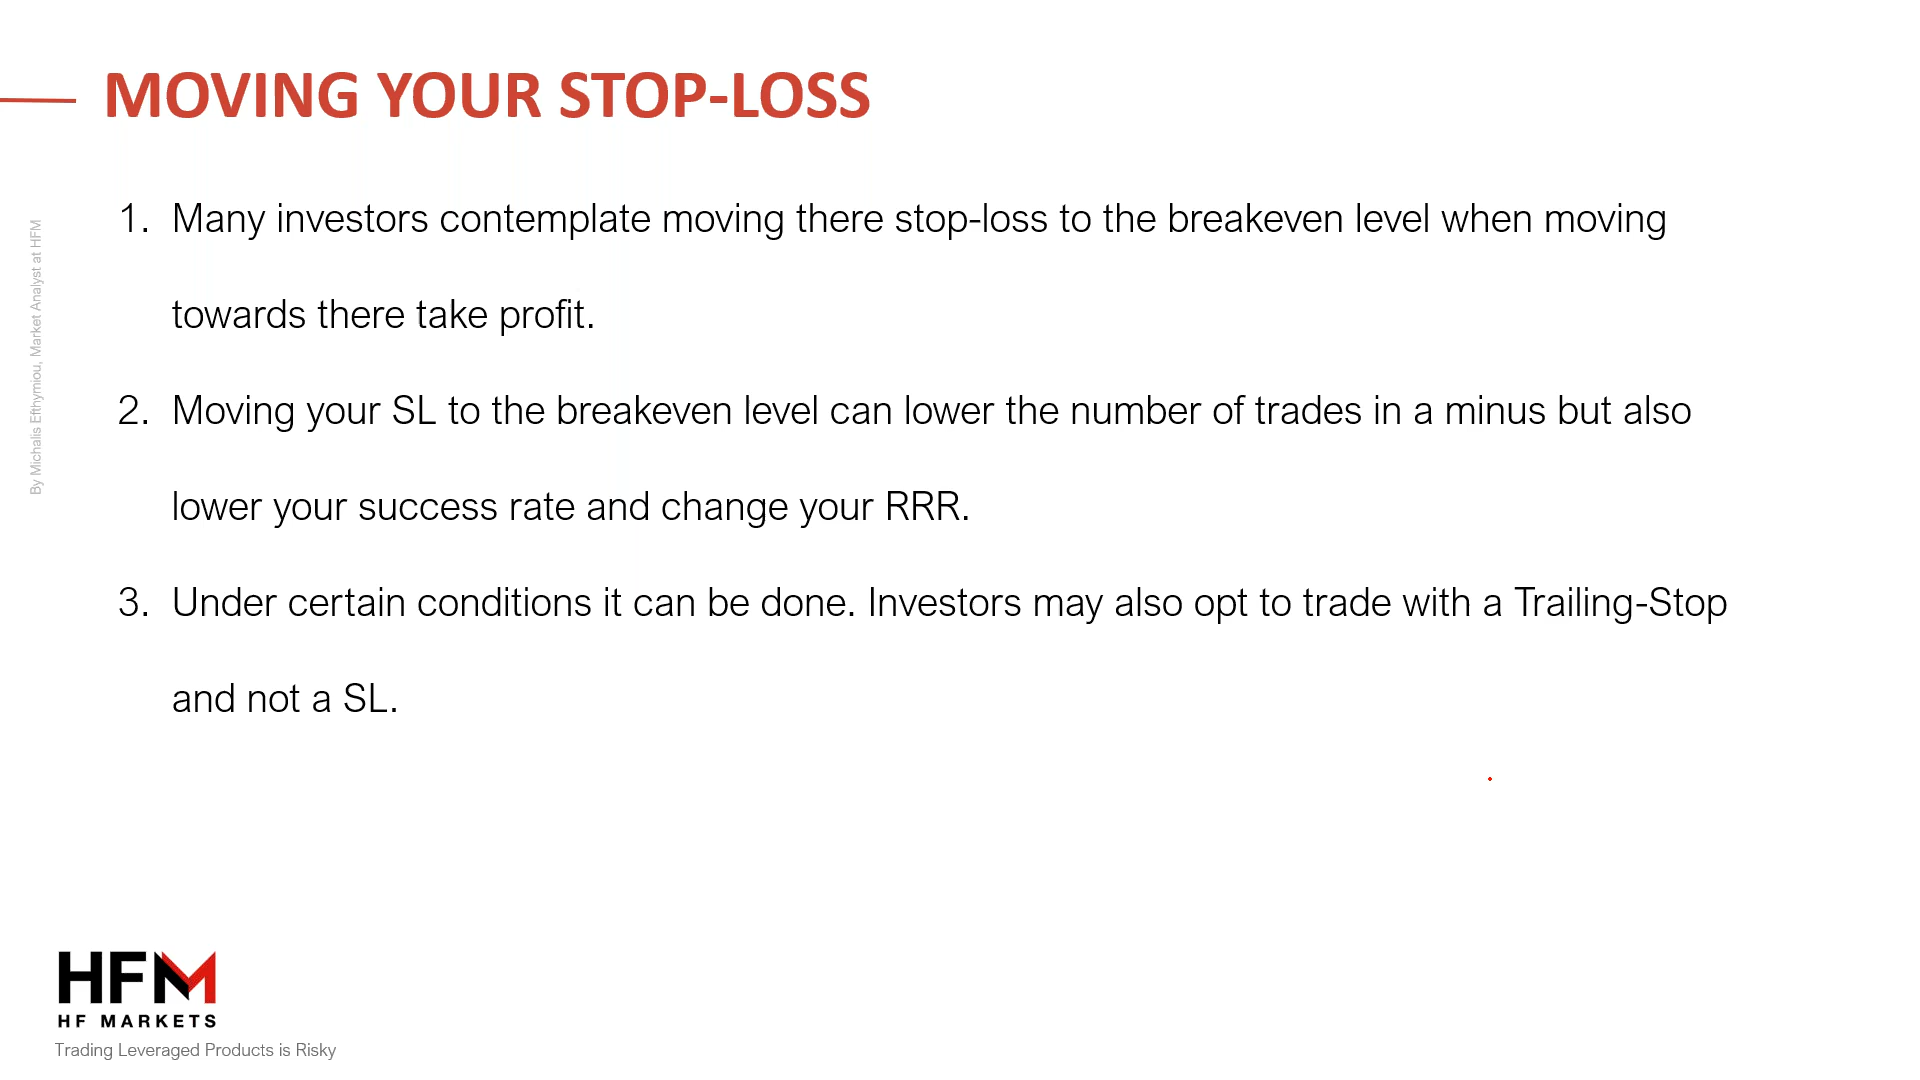 MOVING YOUR STOP-LOSS
By Michalis Efthymiou, Market Analyst at HFM
1. Many investors contemplate moving there stop-loss to the breakeven level when moving
towards there take profit.
2. Moving your SL to the breakeven level can lower the number of trades in a minus but also
lower your success rate and change your RRR.
3. Under certain conditions it can be done. Investors may also opt to trade with a Trailing-Stop
and not a SL.
HFM
HF MARKETS
Trading Leveraged Products is Risky